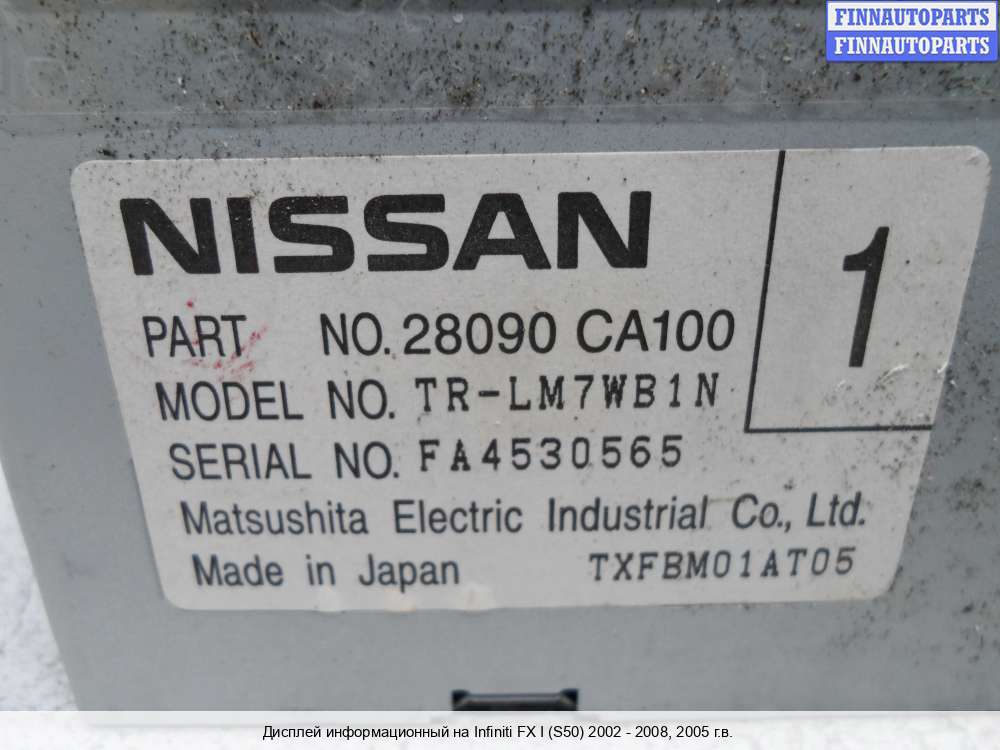 FINNAUTOPARTS
FINNAUTOPARTS
NISSAN
1
PART NO. 28090 CA100
MODEL NO. TR-LM7WB1N
SERIAL NO. FA4530565
Matsushita Electric Industrial Co., Ltd.
Made in Japan TXFBM01AT05
Дисплей информационный на Infiniti FX I (S50) 2002 - 2008, 2005 г.в.